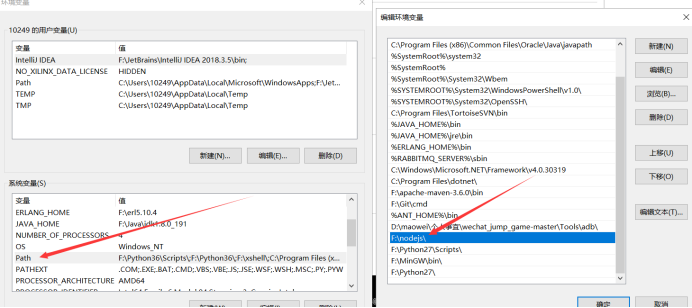 环境变量
10249 的用户变量(U)
变量 值
IntelliJ IDEA F:\JetBrains\IntelliJ IDEA 2018.3.5\bin;
NO_XILINX_DATA_LICENSE HIDDEN
Path C:\Users\10249\AppData\Local\Microsoft\WindowsApps;F:\Jet...
TEMP C:\Users\10249\AppData\Local\Temp
TMP C:\Users\10249\AppData\Local\Temp
新建(N)... 编辑(E)... 删除(D)
系统变量(S)
变量 值
ERLANG_HOME F:\erl5.10.4
JAVA_HOME F:\Java\jdk1.8.0_191
NUMBER_OF_PROCESSORS 4
OS Windows_NT
Path F:\Python36\Scripts\;F:\Python36\;F:\xshell\;C:\Program Files (x...
PATHEXT .COM;.EXE;.BAT;.CMD;.VBS;.VBE;.JS;.JSE;.WSF;.WSH;.MSC;.PY;.PYW
PROCESSOR_ARCHITECTURE AMD64
编辑环境变量
C:\Program Files (x86)\Common Files\Oracle\Java\javapath
%SystemRoot%\system32
%SystemRoot%
%SystemRoot%\System32\Wbem
%SYSTEMROOT%\System32\WindowsPowerShell\v1.0\
%SYSTEMROOT%\System32\OpenSSH\
C:\Program Files\TortoiseSVN\bin
%JAVA_HOME%\bin
%JAVA_HOME%\jre\bin
%ERLANG_HOME%\bin
%RABBITMQ_SERVER%\sbin
C:\Windows\Microsoft.NET\Framework\v4.0.30319
C:\Program Files\dotnet\
F:\apache-maven-3.6.0\bin
F:\Git\cmd
%ANT_HOME%\bin
D:\maowei\个人事宜\wechat_jump_game-master\Tools\adb\
F:\nodejs\
F:\Python27\Scripts\
F:\MinGW\bin\
F:\Python27\
新建(N)
编辑(E)
浏览(B)...
删除(D)
上移(U)
下移(O)
编辑文本(T)...
确定 取消